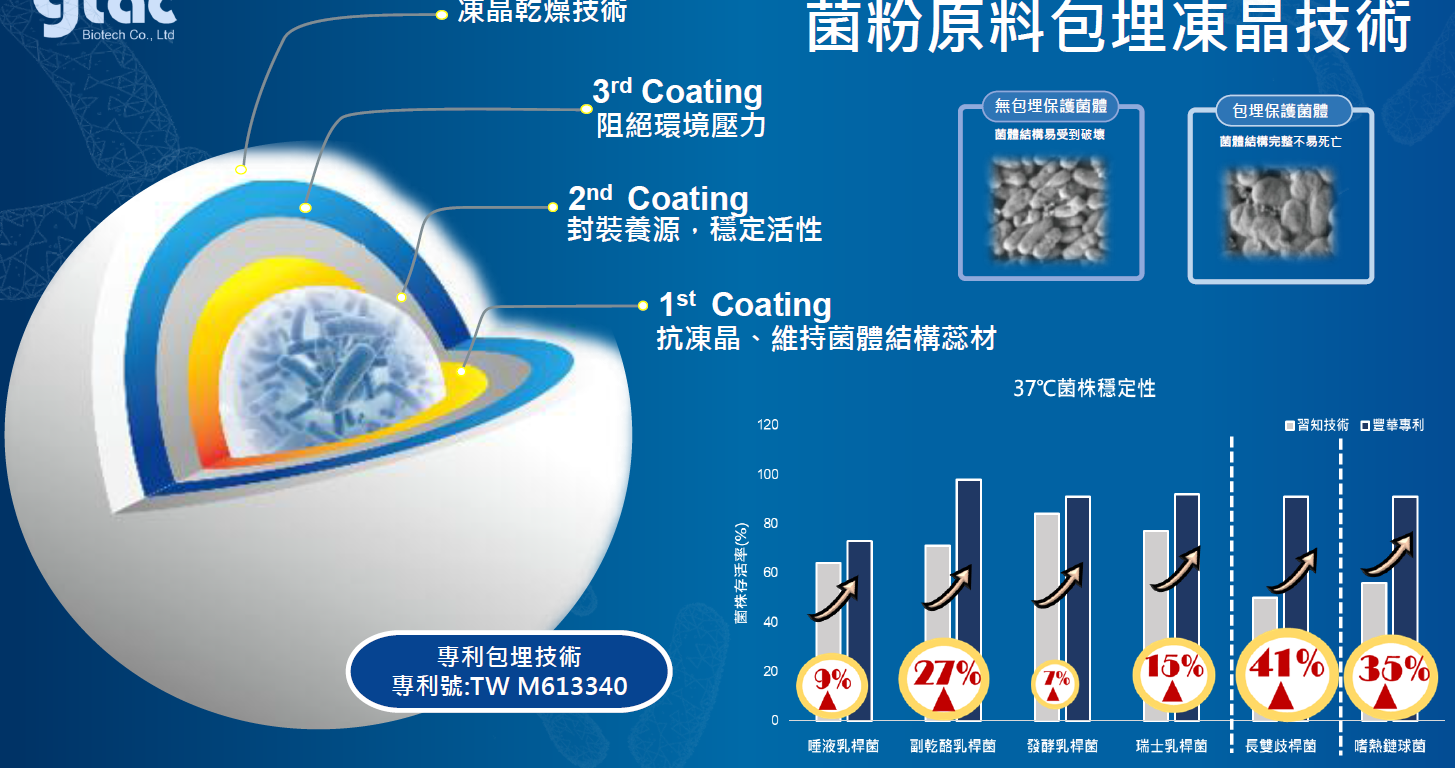 Biotech Co., Ltd
凍晶乾燥技術
菌粉原料包埋凍晶技術
3rd Coating
阻絕環境壓力
2nd Coating
封裝養源,穩定活性
1st Coating
抗凍晶、維持菌體結構蕊材
無包埋保護菌體
菌體結構易受到破壞
包埋保護菌體
菌體結構完整不易死亡
專利包埋技術
專利號:TW M613340
37℃菌株穩定性
習知技術
豐華專利
菌株存活率(%)
120
100
80
60
40
20
0
9%
27%
7%
15%
41%
35%
唾液乳桿菌
副乾酪乳桿菌
發酵乳桿菌
瑞士乳桿菌
長雙歧桿菌
嗜熱鏈球菌